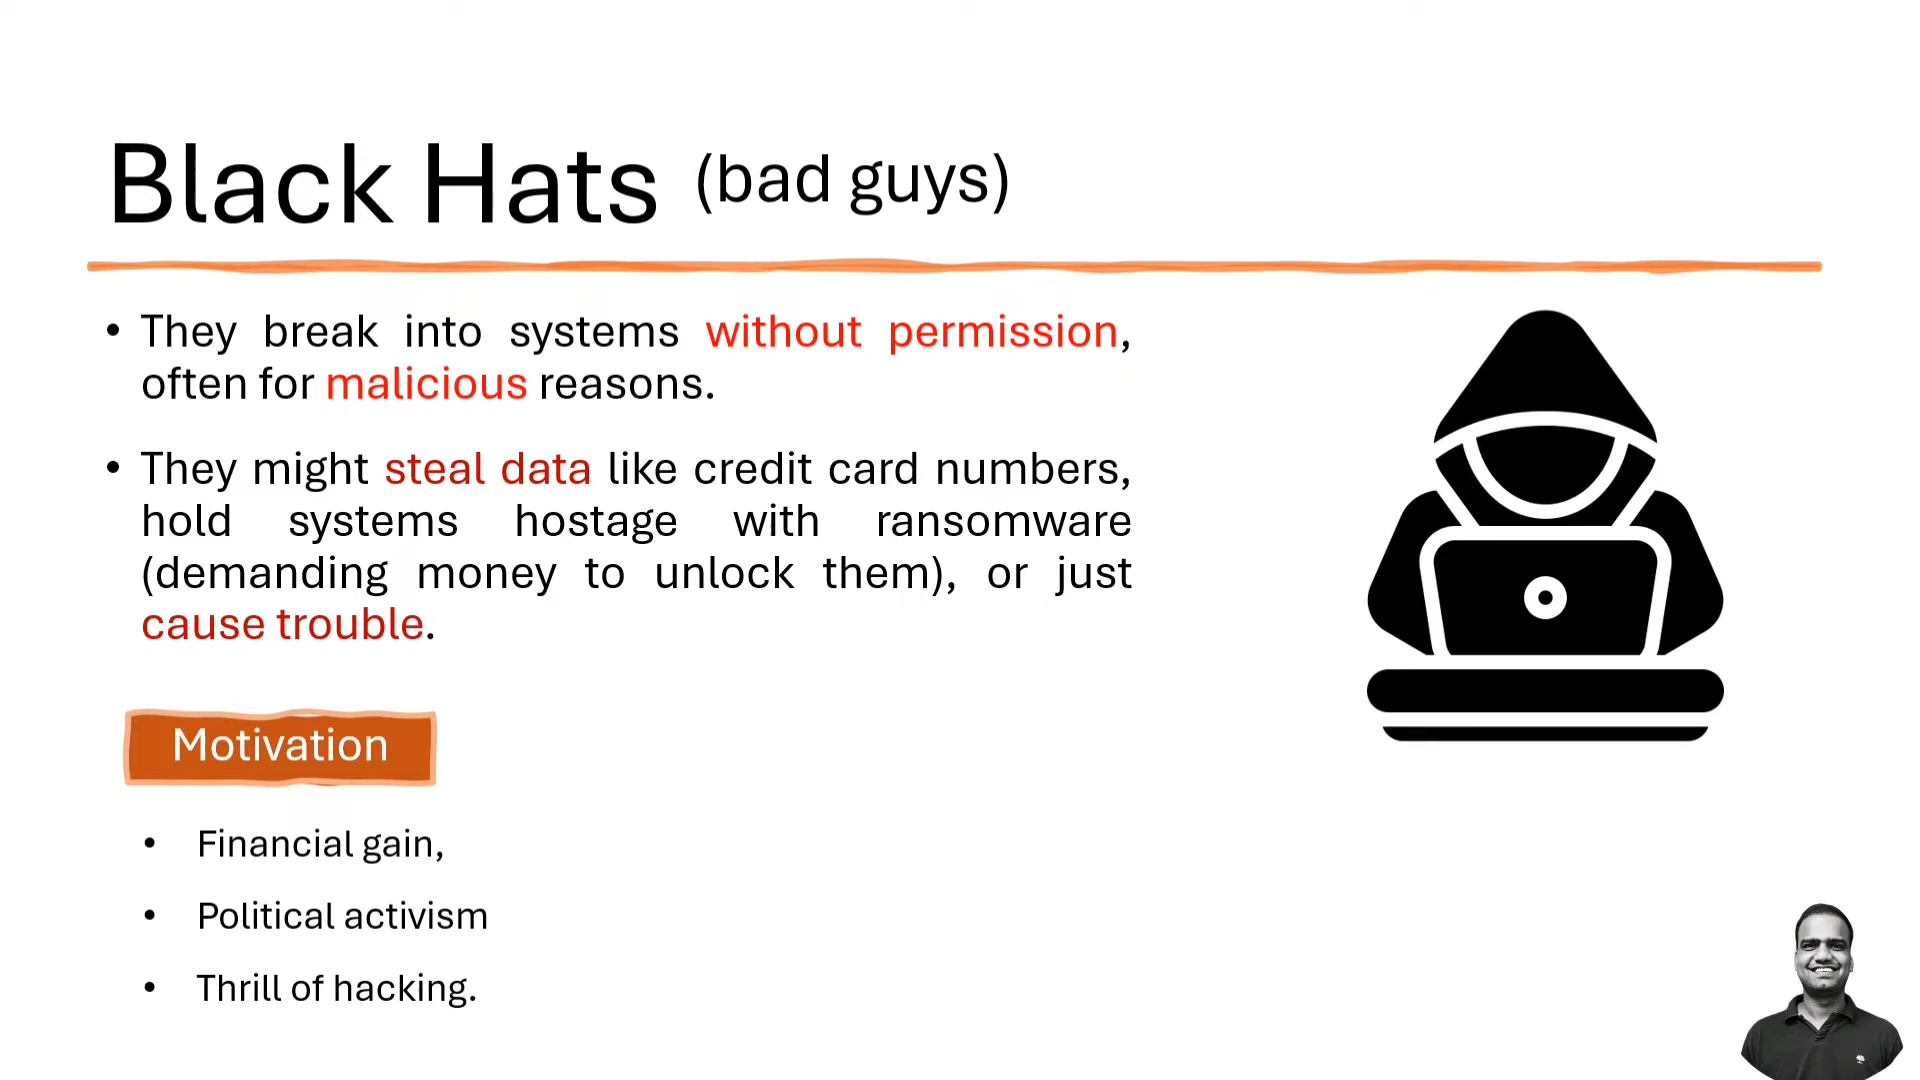 Black Hats (bad guys)
• They break into systems without permission,
often for malicious reasons.
• They might steal data like credit card numbers,
hold systems hostage with ransomware
(demanding money to unlock them), or just
cause trouble.
Motivation
• Financial gain,
• Political activism
• Thrill of hacking.